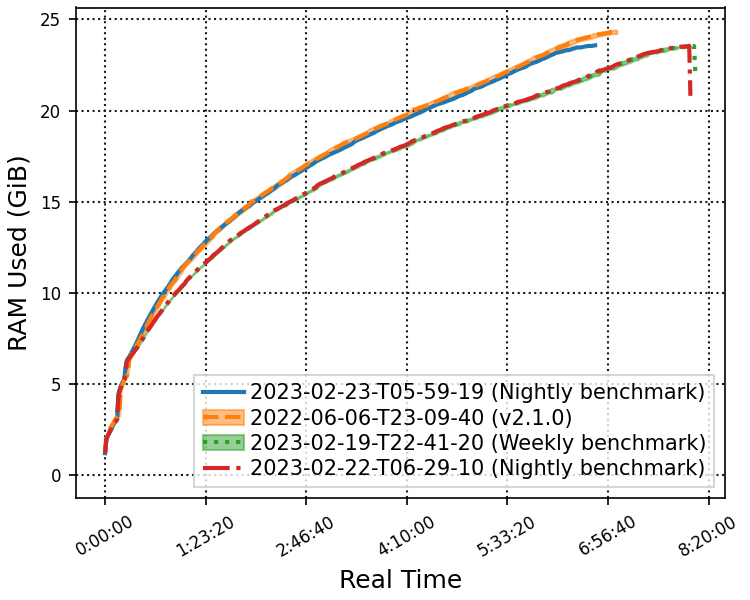 25
20
15
10
5
0
RAM Used (GiB)
2023-02-23-T05-59-19 (Nightly benchmark)
2022-06-06-T23-09-40 (v2.1.0)
2023-02-19-T22-41-20 (Weekly benchmark)
2023-02-22-T06-29-10 (Nightly benchmark)
0:00:00 1:23:20 2:46:40 4:10:00 5:33:20 6:56:40 8:20:00
Real Time